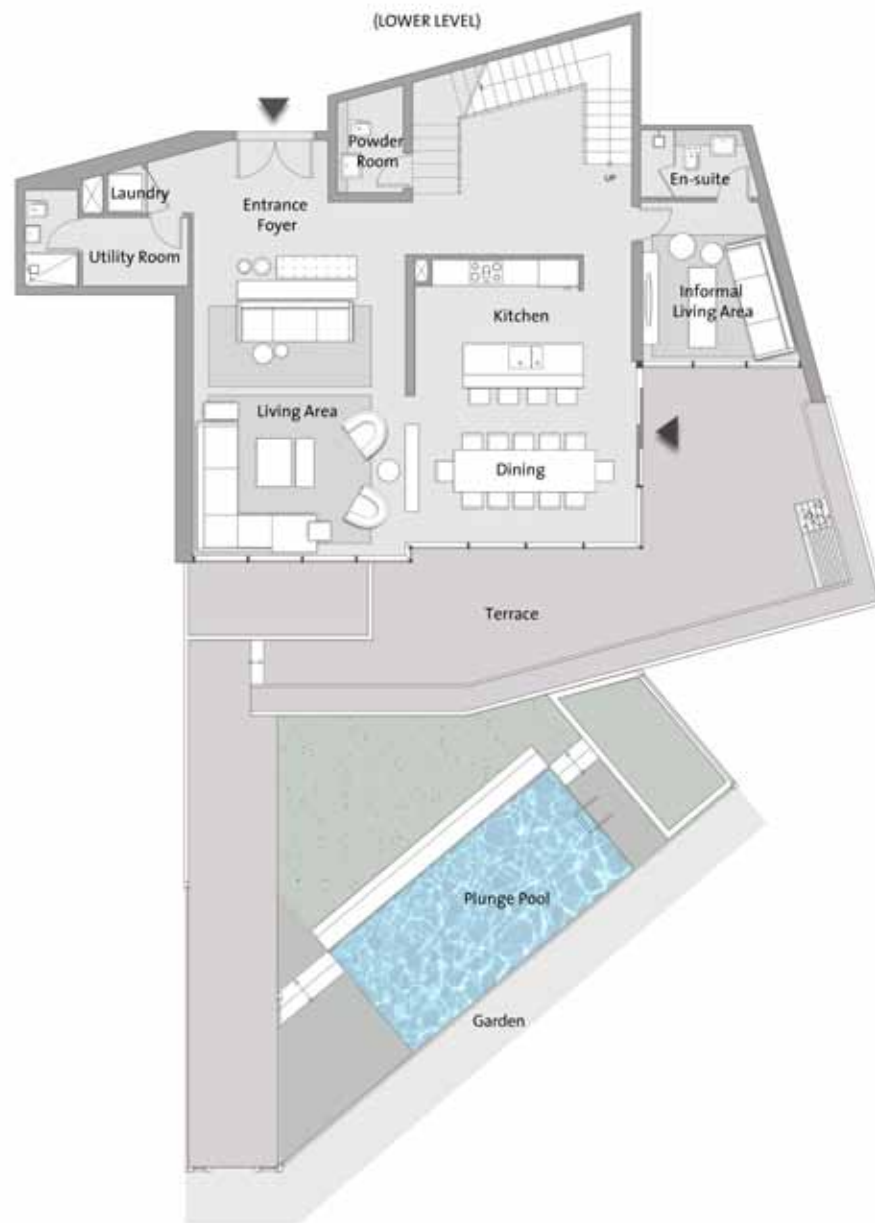 (LOWER LEVEL)
Powder
Room
En-suite
Laundry
Entrance
Foyer
UP
Utility Room
Informal
Living Area
Kitchen
Living Area
Dining
Terrace
Plunge Pool
Garden